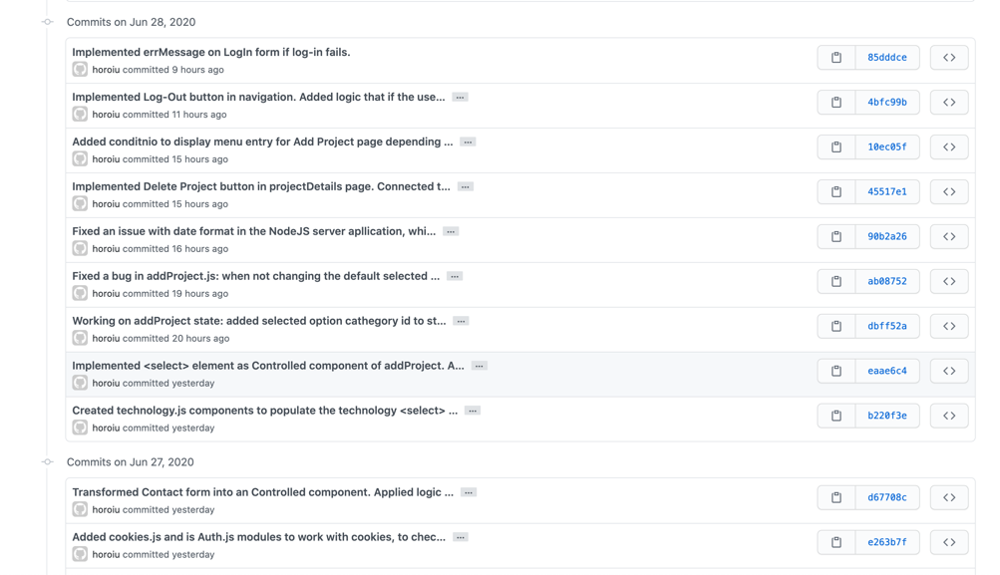 Commits on Jun 28, 2020
Implemented errMessage on LogIn form if log-in fails.
horoiu committed 9 hours ago
85dddce
Implemented Log-Out button in navigation. Added logic that if the use... ...
horoiu committed 11 hours ago
4bfc99b
Added conditnio to display menu entry for Add Project page depending ... ...
horoiu committed 15 hours ago
10ec05f
Implemented Delete Project button in projectDetails page. Connected t... ...
horoiu committed 15 hours ago
45517e1
Fixed an issue with date format in the NodeJS server apllication, whi... ...
horoiu committed 16 hours ago
90b2a26
Fixed a bug in addProject.js: when not changing the default selected ... ...
horoiu committed 19 hours ago
ab08752
Working on addProject state: added selected option cathegory id to st... ...
horoiu committed 20 hours ago
dbff52a
Implemented <select> element as Controlled component of addProject. A... ...
horoiu committed yesterday
eaae6c4
Created technology.js components to populate the technology <select> ... ...
horoiu committed yesterday
b220f3e
Commits on Jun 27, 2020
Transformed Contact form into an Controlled component. Applied logic ... ...
horoiu committed yesterday
d67708c
Added cookies.js and is Auth.js modules to work with cookies, to chec... ...
horoiu committed yesterday
e263b7f